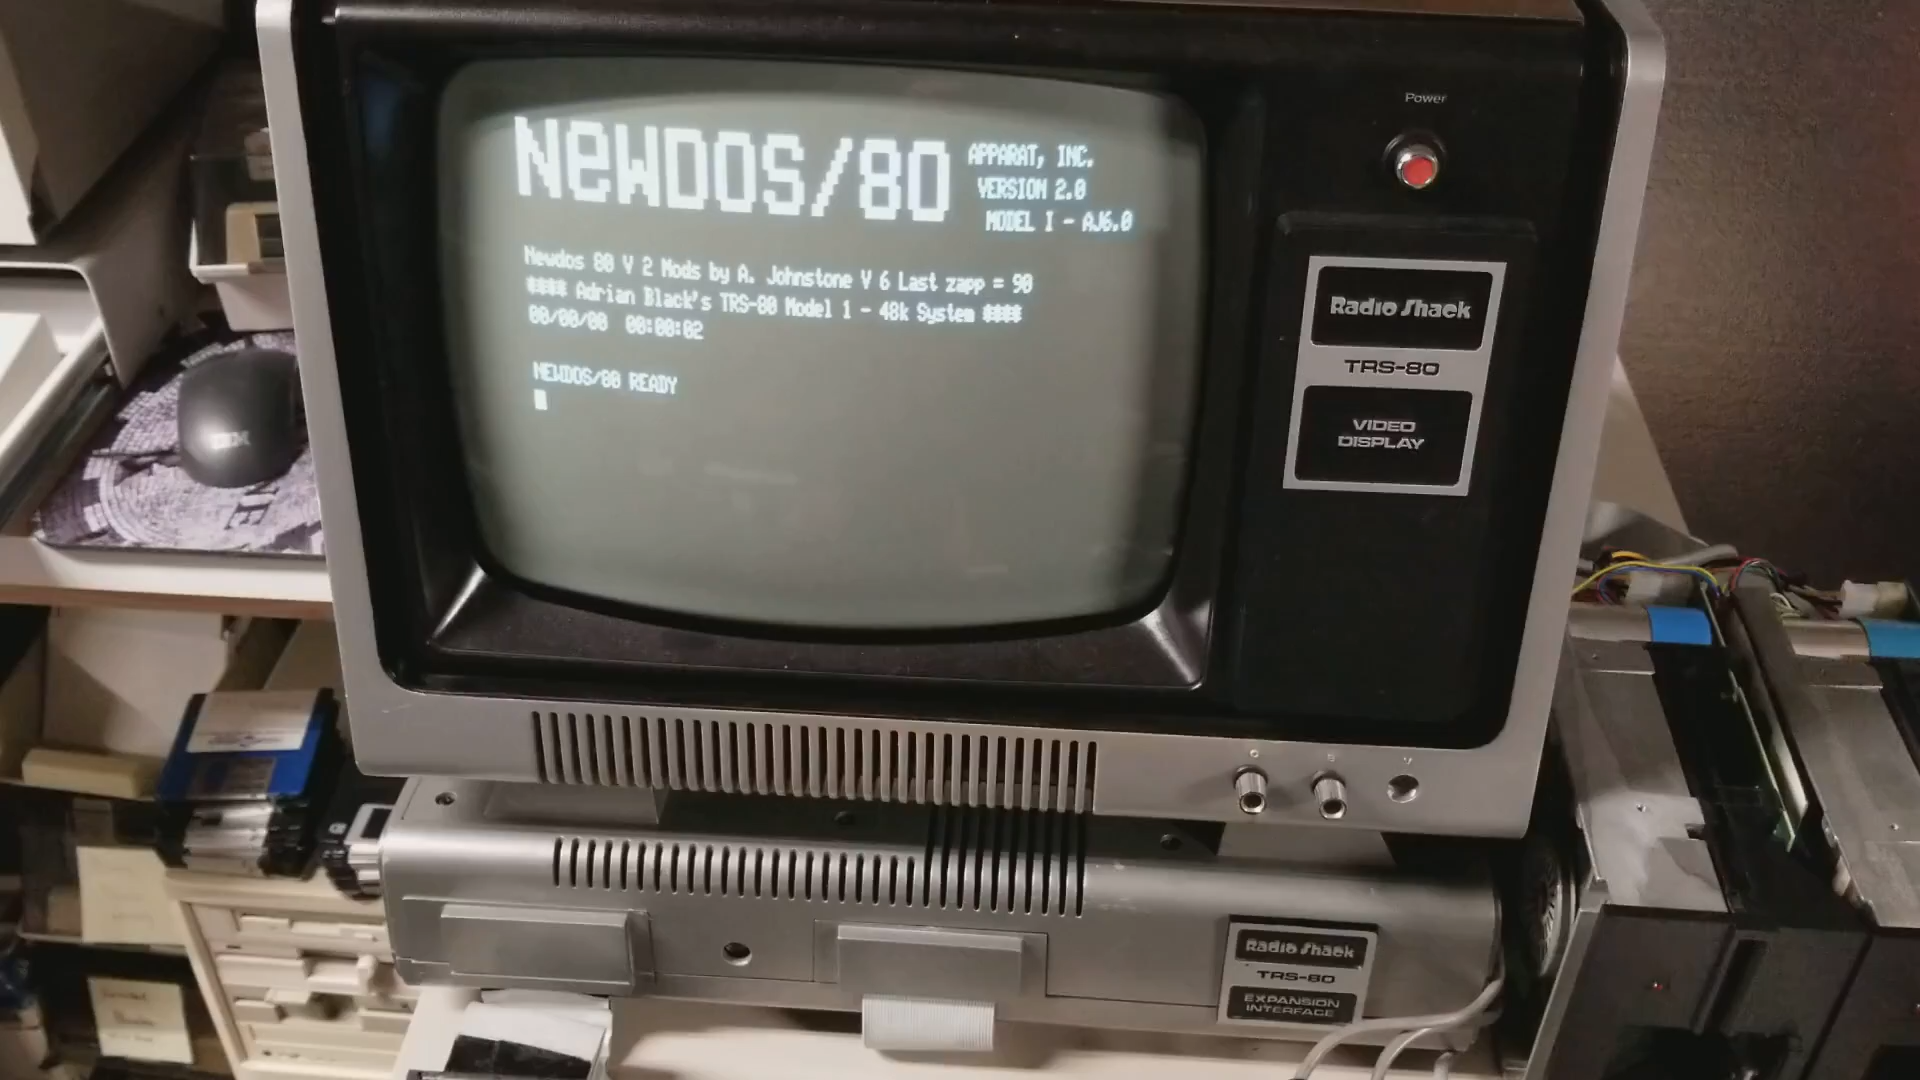 NEWDOS/80
APPARAT, INC.
VERSION 2.0
MODEL I - AJ6.0
Newdos 80 V 2 Mods by A. Johnstone V 6 Last zapp = 90
**** Adrian Black's TRS-80 Model 1 - 48k System ****
00/00/00 00:00:02
NEWDOS/80 READY
Power
Radio Shack
TRS-80
VIDEO
DISPLAY
IBM
Radio Shack
TRS-80
EXPANSION
INTERFACE